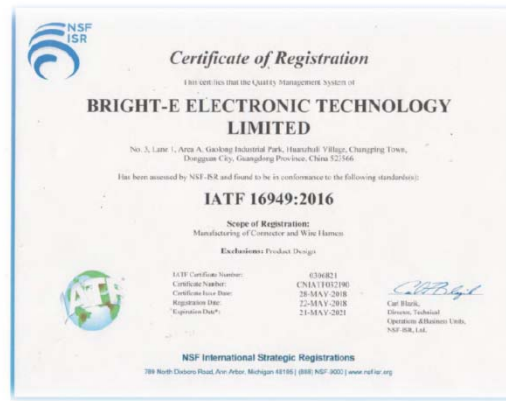 NSF
ISR
Certificate of Registration
This certifies that the Quality Management System of
BRIGHT-E ELECTRONIC TECHNOLOGY
LIMITED
No. 3, Lane 1, Area A, Gaolong Industrial Park, Huanzhuli Village, Changping Town,
Dongguan City, Guangdong Province, China 523566
Has been assessed by NSF-ISR and found to be in conformance to the following standard(s):
IATF 16949:2016
Scope of Registration:
Manufacturing of Connector and Wire Harness
Exclusions: Product Design
IATF Certificate Number: 0306821
Certificate Number: CNIATF032190
Certificate Issue Date: 28-MAY-2018
Registration Date: 22-MAY-2018
Expiration Date*: 21-MAY-2021
IATF
Carl Blazik,
Director, Technical
Operations & Business Units,
NSF-ISR, Ltd.
NSF International Strategic Registrations
789 North Dixboro Road, Ann Arbor, Michigan 48105 | (888) NSF-9000 | www.nsf-isr.org